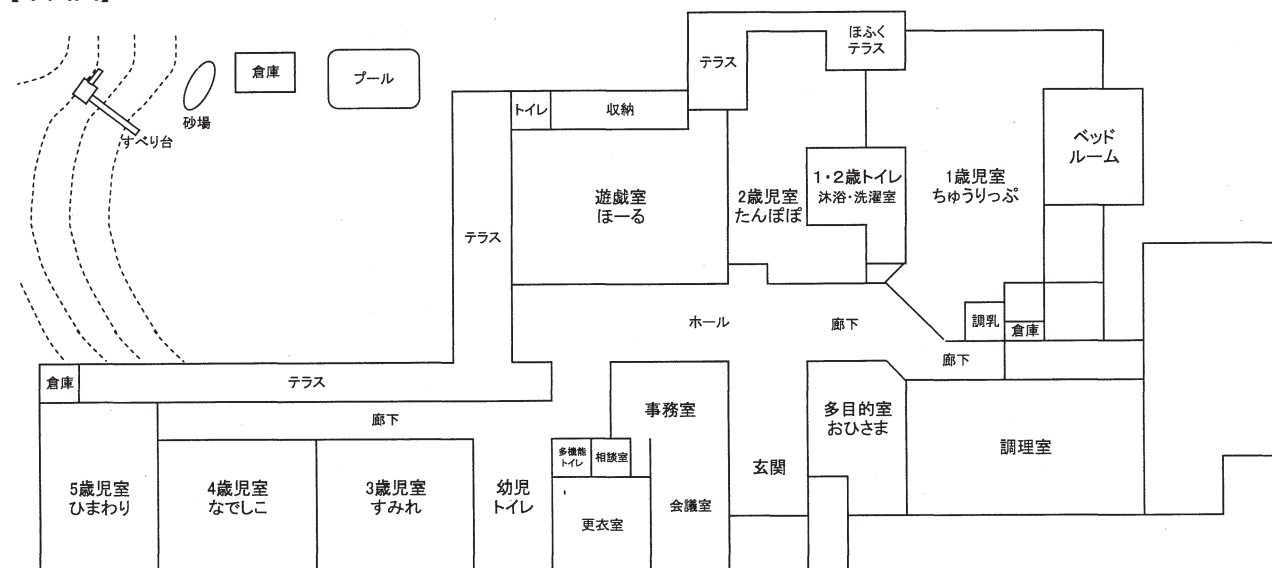 ほふく
テラス
テラス
倉庫
プール
砂場
すべり台
トイレ
収納
ベッド
ルーム
遊戯室
ほーる
2歳児室
たんぽぽ
1・2歳トイレ
沐浴・洗濯室
1歳児室
ちゅうりっぷ
テラス
ホール
廊下
調乳
倉庫
廊下
倉庫
テラス
廊下
事務室
多目的室
おひさま
調理室
多機能
トイレ
相談室
玄関
5歳児室
ひまわり
4歳児室
なでしこ
3歳児室
すみれ
幼児
トイレ
更衣室
会議室